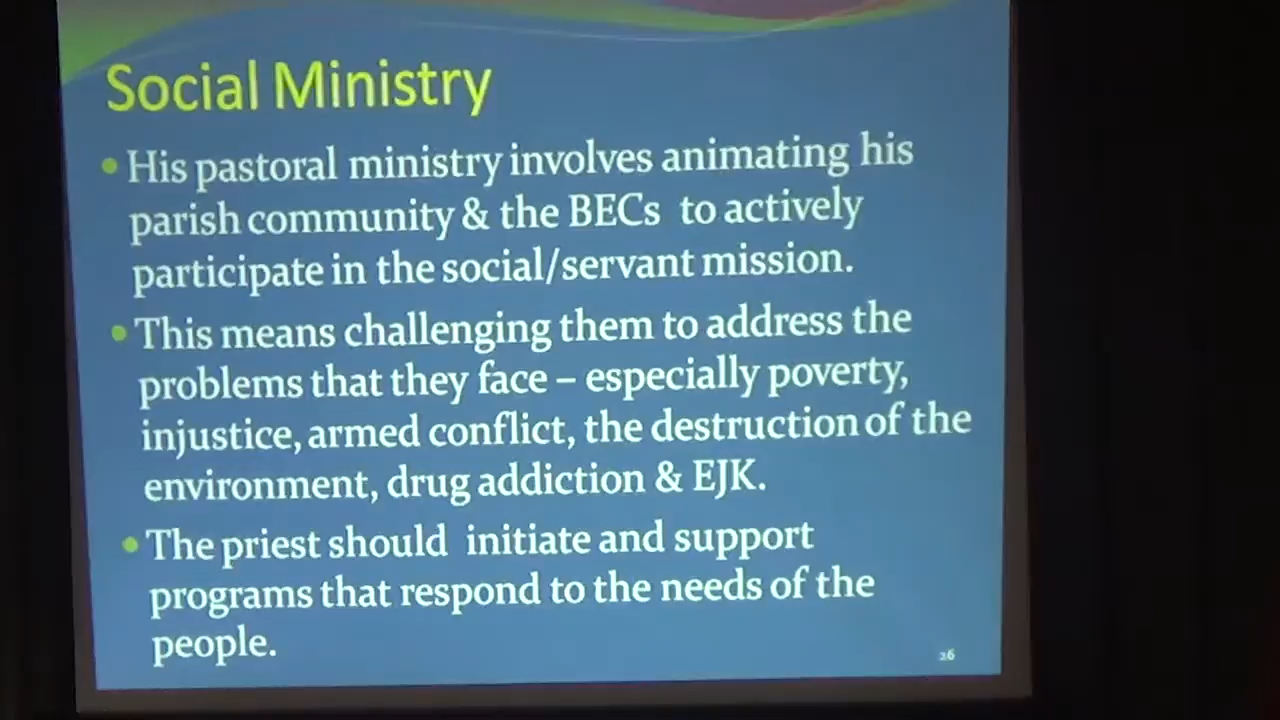 Social Ministry
• His pastoral ministry involves animating his
parish community & the BECs to actively
participate in the social/servant mission.
• This means challenging them to address the
problems that they face – especially poverty,
injustice, armed conflict, the destruction of the
environment, drug addiction & EJK.
• The priest should initiate and support
programs that respond to the needs of the
people.
26